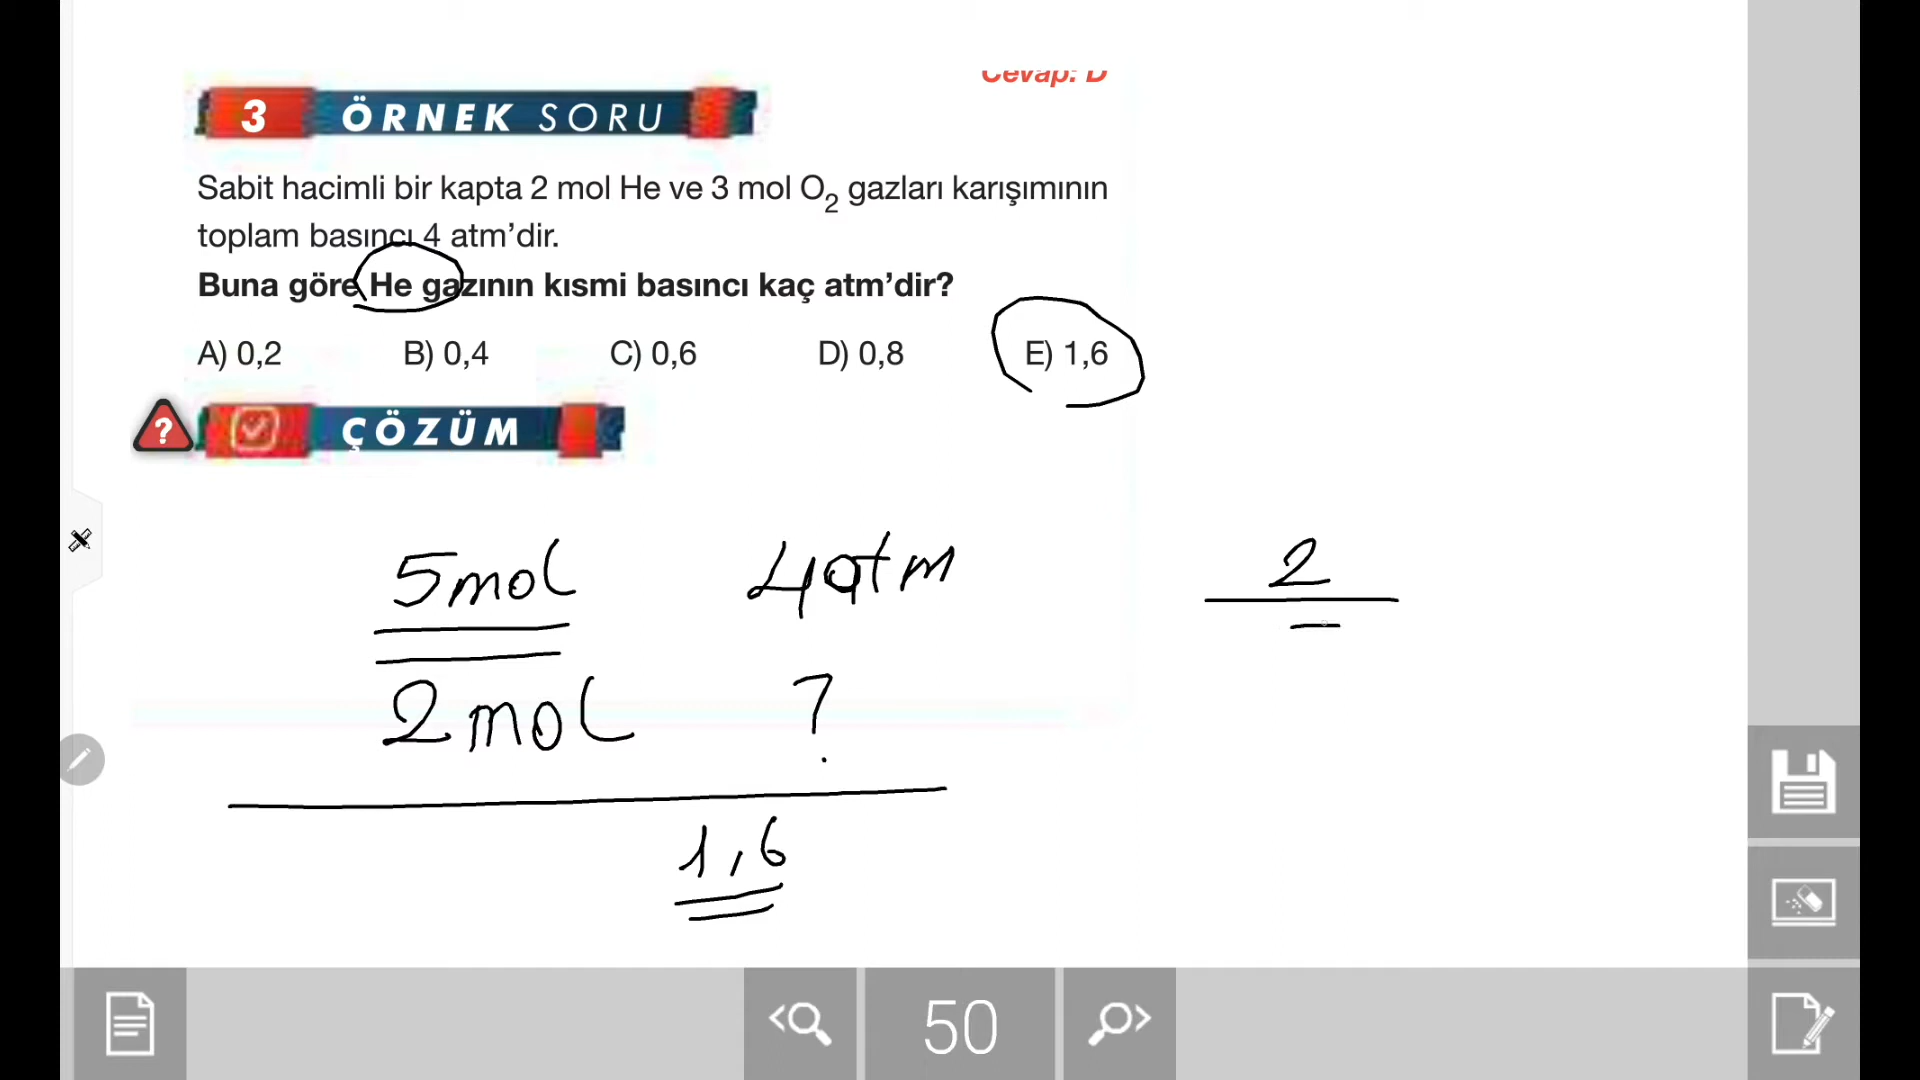 Cevap: D
3 ÖRNEK SORU
Sabit hacimli bir kapta 2 mol He ve 3 mol O₂ gazları karışımının
toplam basıncı 4 atm’dir.
Buna göre He gazının kısmi basıncı kaç atm’dir?
A) 0,2 B) 0,4 C) 0,6 D) 0,8 E) 1,6
? ÇÖZÜM
5mol 4atm
2
2mol ?
1,6
50